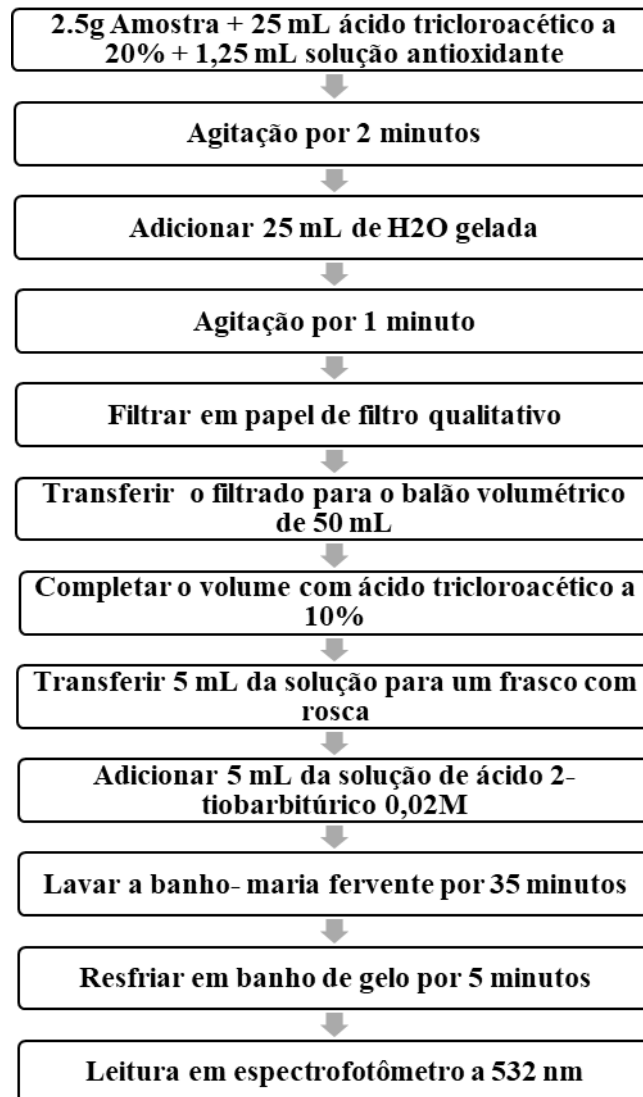 2.5g Amostra + 25 mL ácido tricloroacético a
20% + 1,25 mL solução antioxidante
Agitação por 2 minutos
Adicionar 25 mL de H2O gelada
Agitação por 1 minuto
Filtrar em papel de filtro qualitativo
Transferir o filtrado para o balão volumétrico
de 50 mL
Completar o volume com ácido tricloroacético a
10%
Transferir 5 mL da solução para um frasco com
rosca
Adicionar 5 mL da solução de ácido 2-
tiobarbitúrico 0,02M
Lavar a banho- maria fervente por 35 minutos
Resfriar em banho de gelo por 5 minutos
Leitura em espectrofotômetro a 532 nm